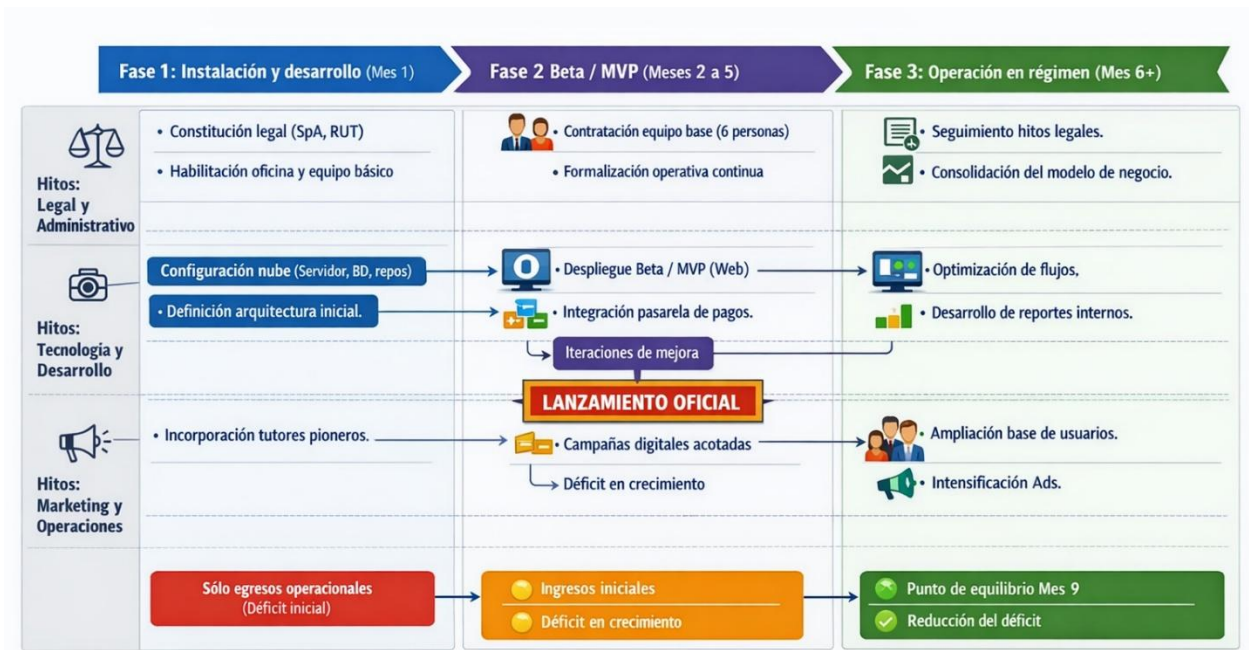 Fase 1: Instalación y desarrollo (Mes 1)
Fase 2 Beta / MVP (Meses 2 a 5)
Fase 3: Operación en régimen (Mes 6+)
Hitos:
Legal y
Administrativo
• Constitución legal (SpA, RUT)
• Habilitación oficina y equipo básico
• Contratación equipo base (6 personas)
• Formalización operativa continua
• Seguimiento hitos legales.
• Consolidación del modelo de negocio.
Hitos:
Tecnología y
Desarrollo
Configuración nube (Servidor, BD, repos)
• Definición arquitectura inicial.
• Despliegue Beta / MVP (Web)
• Integración pasarela de pagos.
Iteraciones de mejora
• Optimización de flujos,
• Desarrollo de reportes internos.
LANZAMIENTO OFICIAL
Hitos:
Marketing y
Operaciones
• Incorporación tutores pioneros.
• Campañas digitales acotadas
Déficit en crecimiento
• Ampliación base de usuarios.
• Intensificación Ads.
Sólo egresos operacionales
(Déficit inicial)
Ingresos iniciales
Déficit en crecimiento
Punto de equilibrio Mes 9
Reducción del déficit